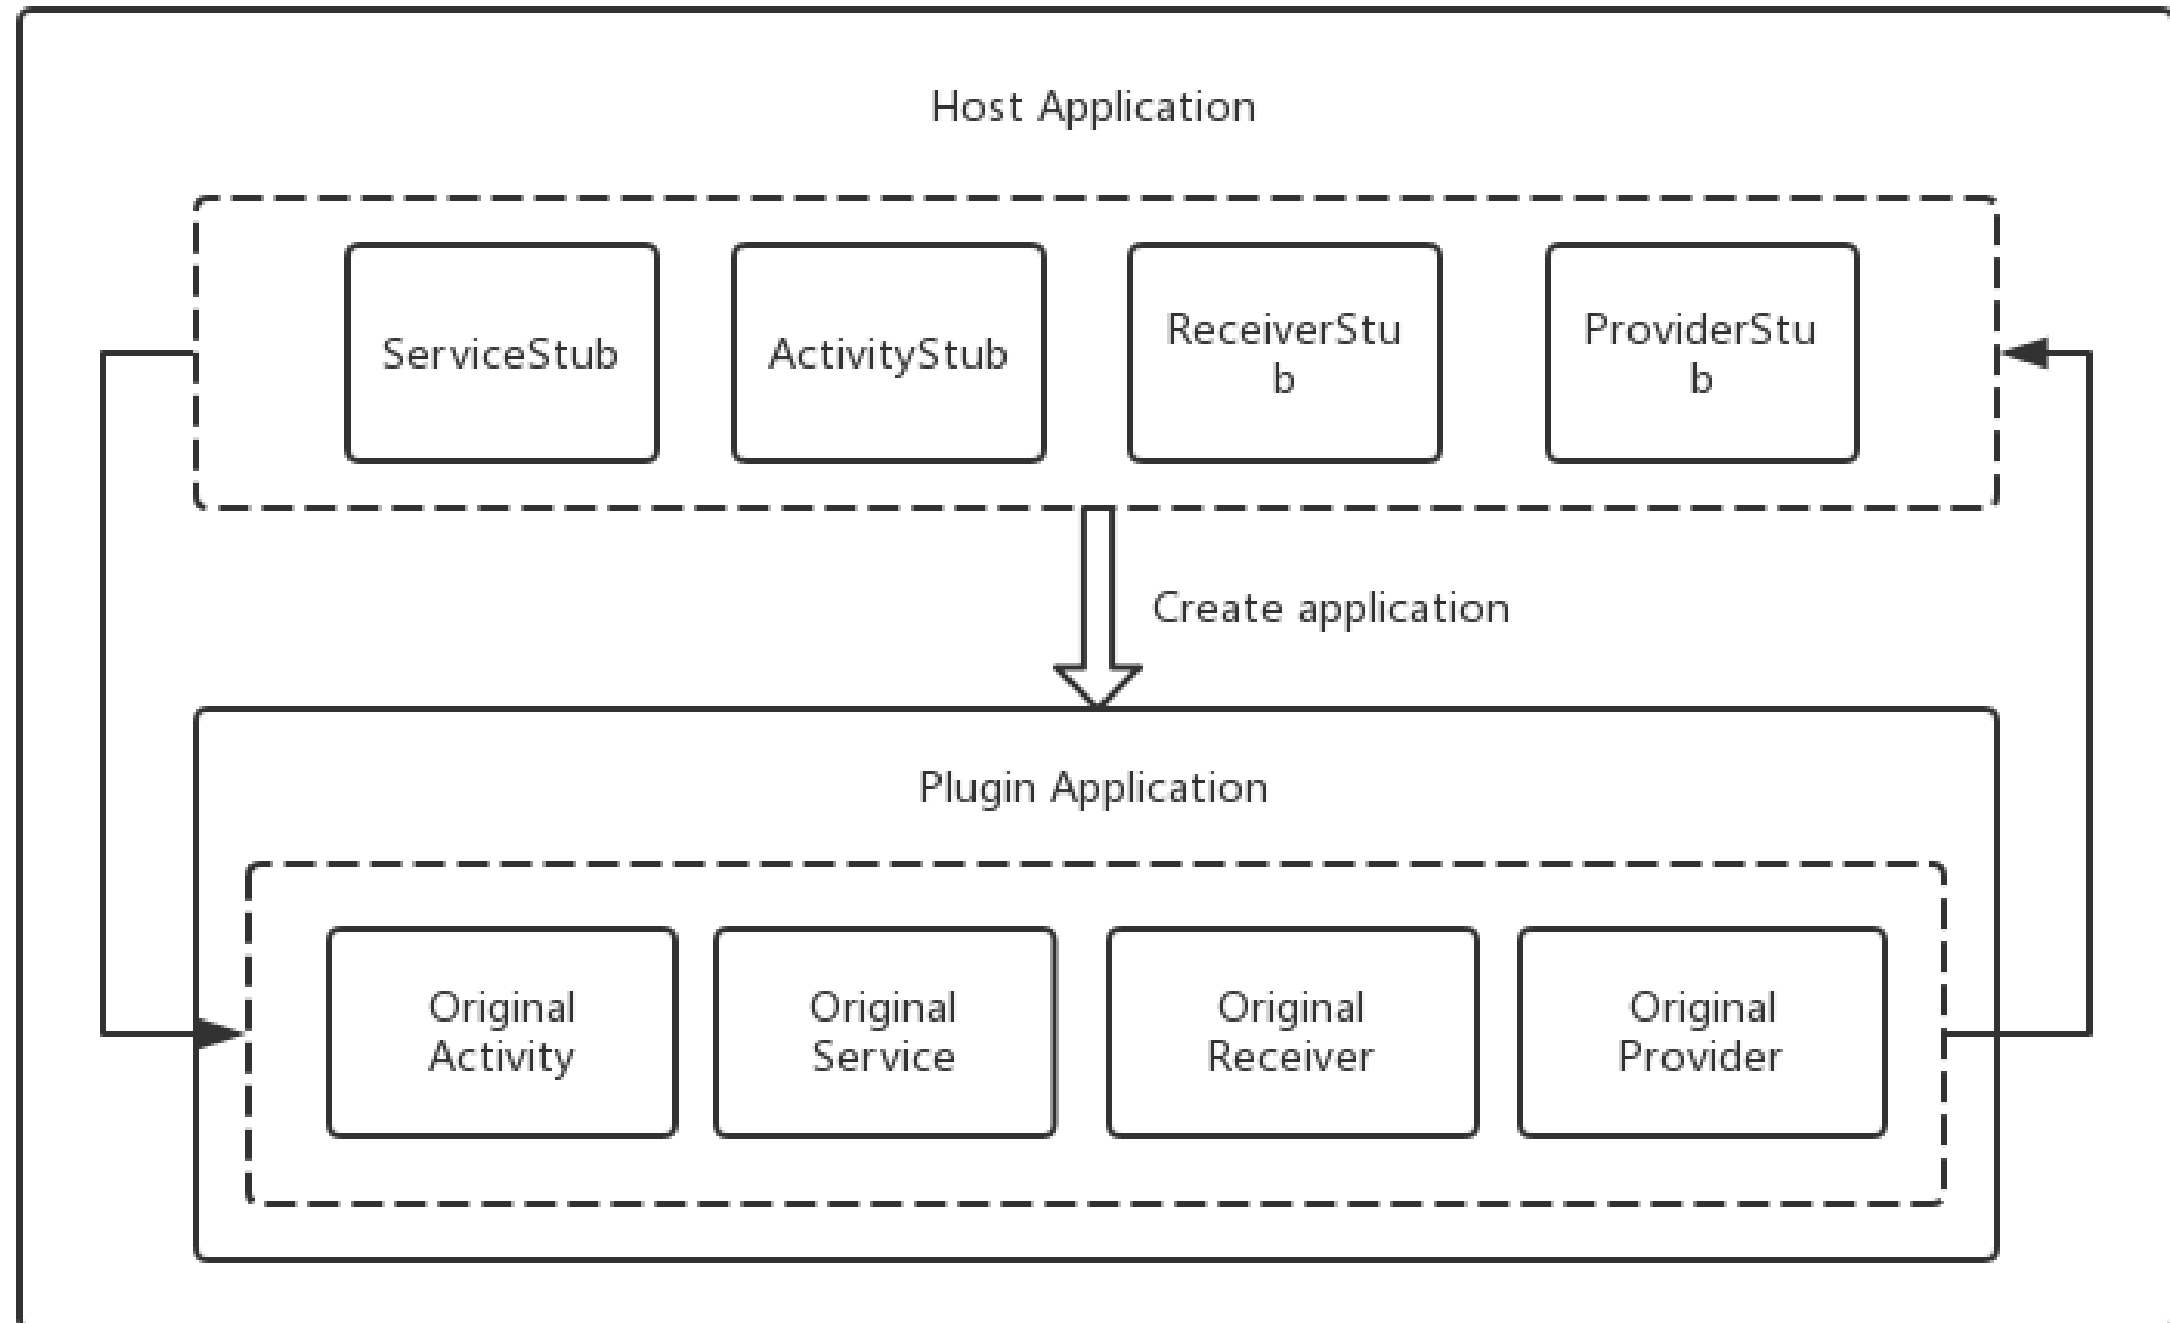 Host Application
ServiceStub
ActivityStub
ReceiverStu
b
ProviderStu
b
Create application
Plugin Application
Original
Activity
Original
Service
Original
Receiver
Original
Provider